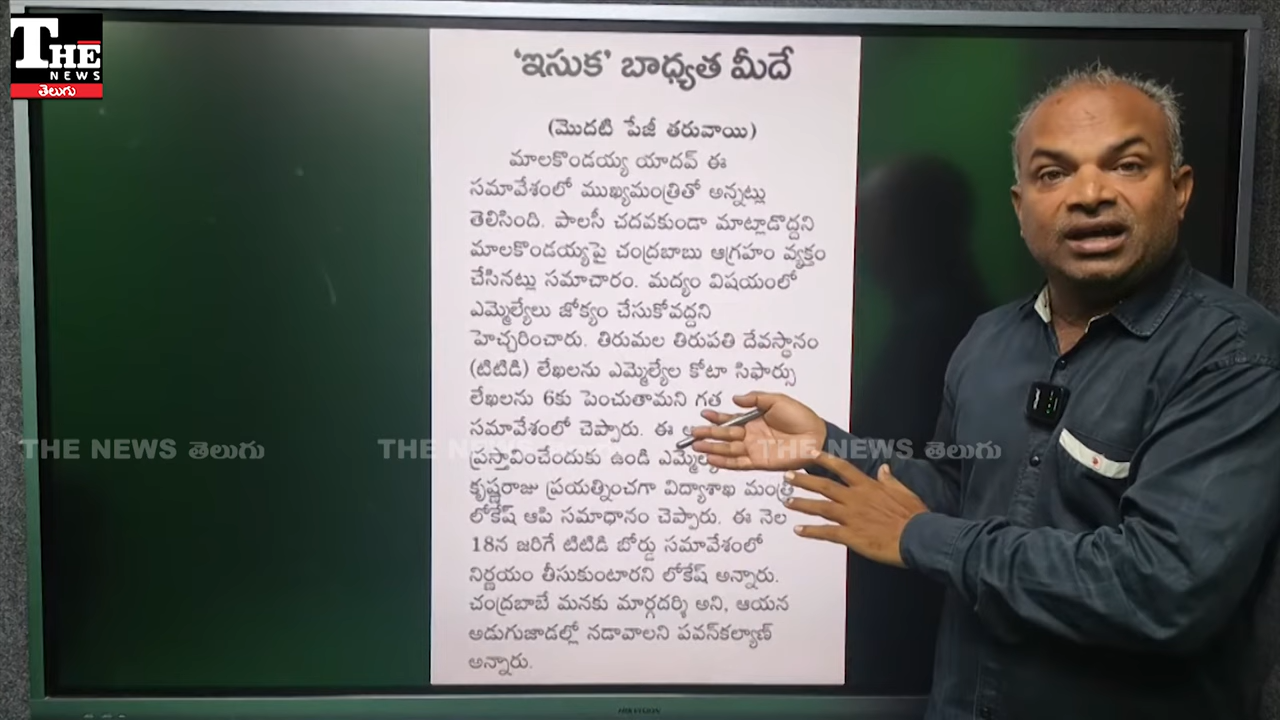 THE
NEWS
తెలుగు
‘ఇసుక’ బాధ్యత మీదే
(మొదటి పేజీ తరువాయి)
మాలకొండయ్య యాదవ్ ఈ
సమావేశంలో ముఖ్యమంత్రితో అన్నట్లు
తెలిసింది. పాలసీ చదవకుండా మాట్లాడొద్దని
మాలకొండయ్యపై చంద్రబాబు ఆగ్రహం వ్యక్తం
చేసినట్లు సమాచారం. మద్యం విషయంలో
ఎమ్మెల్యేలు జోక్యం చేసుకోవద్దని
హెచ్చరించారు. తిరుమల తిరుపతి దేవస్థానం
(టిటిడి) లేఖలను ఎమ్మెల్యేల కోటా సిఫార్సు
లేఖలను 6కు పెంచుతామని గత
సమావేశంలో చెప్పారు. ఈ
ప్రస్తావించేందుకు ఉండి
కృష్ణరాజు ప్రయత్నించగా విద్యాశాఖ మంత్రి
లోకేష్ ఆపి సమాధానం చెప్పారు. ఈ నెల
18న జరిగే టిటిడి బోర్డు సమావేశంలో
నిర్ణయం తీసుకుంటారని లోకేష్ అన్నారు.
చంద్రబాబే మనకు మార్గదర్శి అని, ఆయన
అడుగుజాడల్లో నడావాలని పవన్‌కల్యాణ్
అన్నారు.
THE NEWS తెలుగు
THE NEWS
తెలుగు